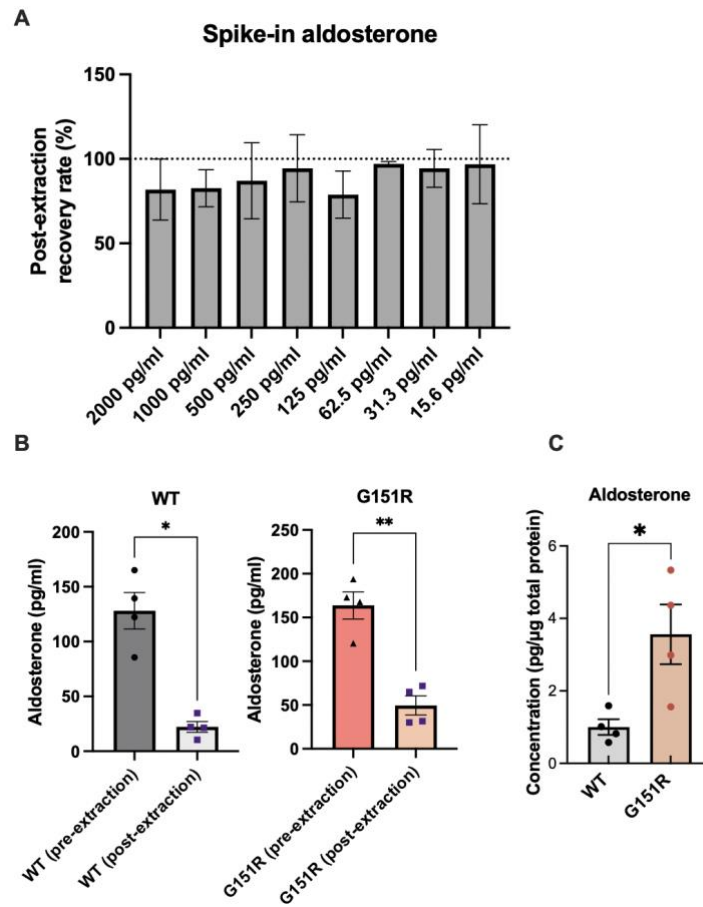 A
Spike-in aldosterone
Post-extraction
recovery rate (%)
150
100
50
0
2000 pg/ml
1000 pg/ml
500 pg/ml
250 pg/ml
125 pg/ml
62.5 pg/ml
31.3 pg/ml
15.6 pg/ml
B
WT
Aldosterone (pg/ml)
200
150
100
50
0
*
WT (pre-extraction)
WT (post-extraction)
G151R
Aldosterone (pg/ml)
250
200
150
100
50
0
**
G151R (pre-extraction)
G151R (post-extraction)
C
Aldosterone
Concentration (pg/µg total protein)
6
4
2
0
*
WT
G151R